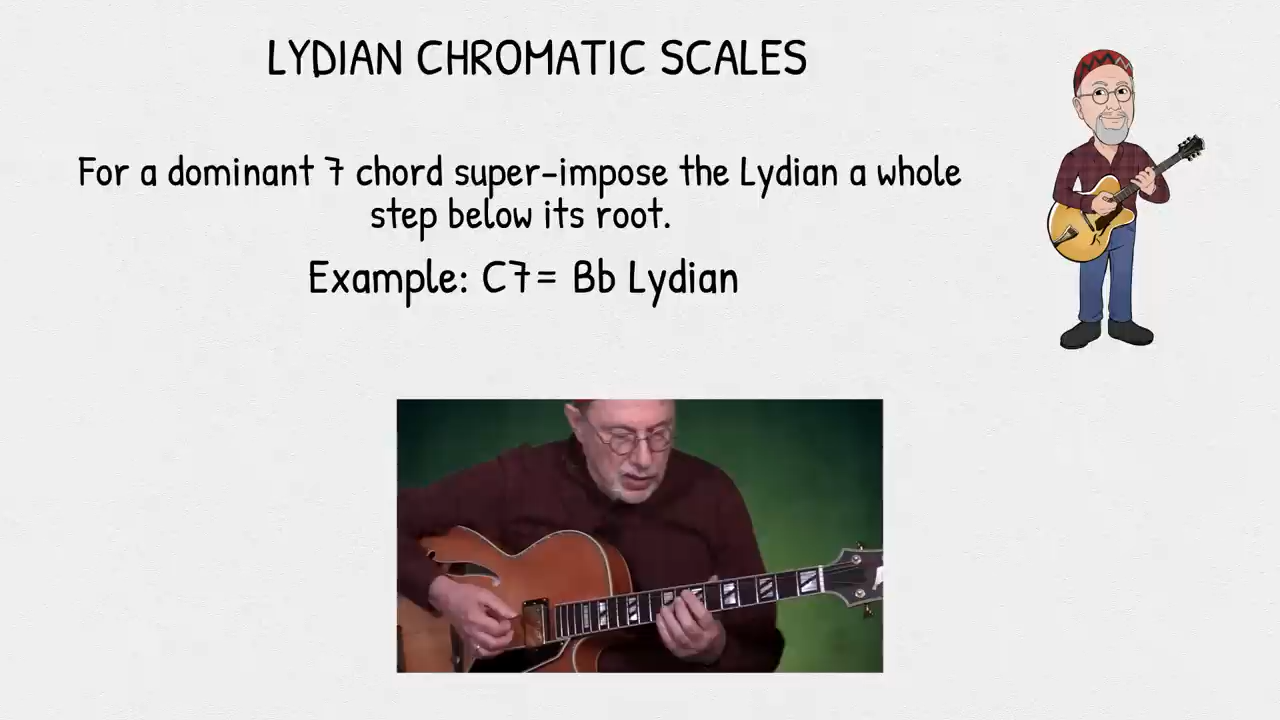 LYDIAN CHROMATIC SCALES
For a dominant 7 chord super-impose the Lydian a whole
step below its root.
Example: C7= Bb Lydian